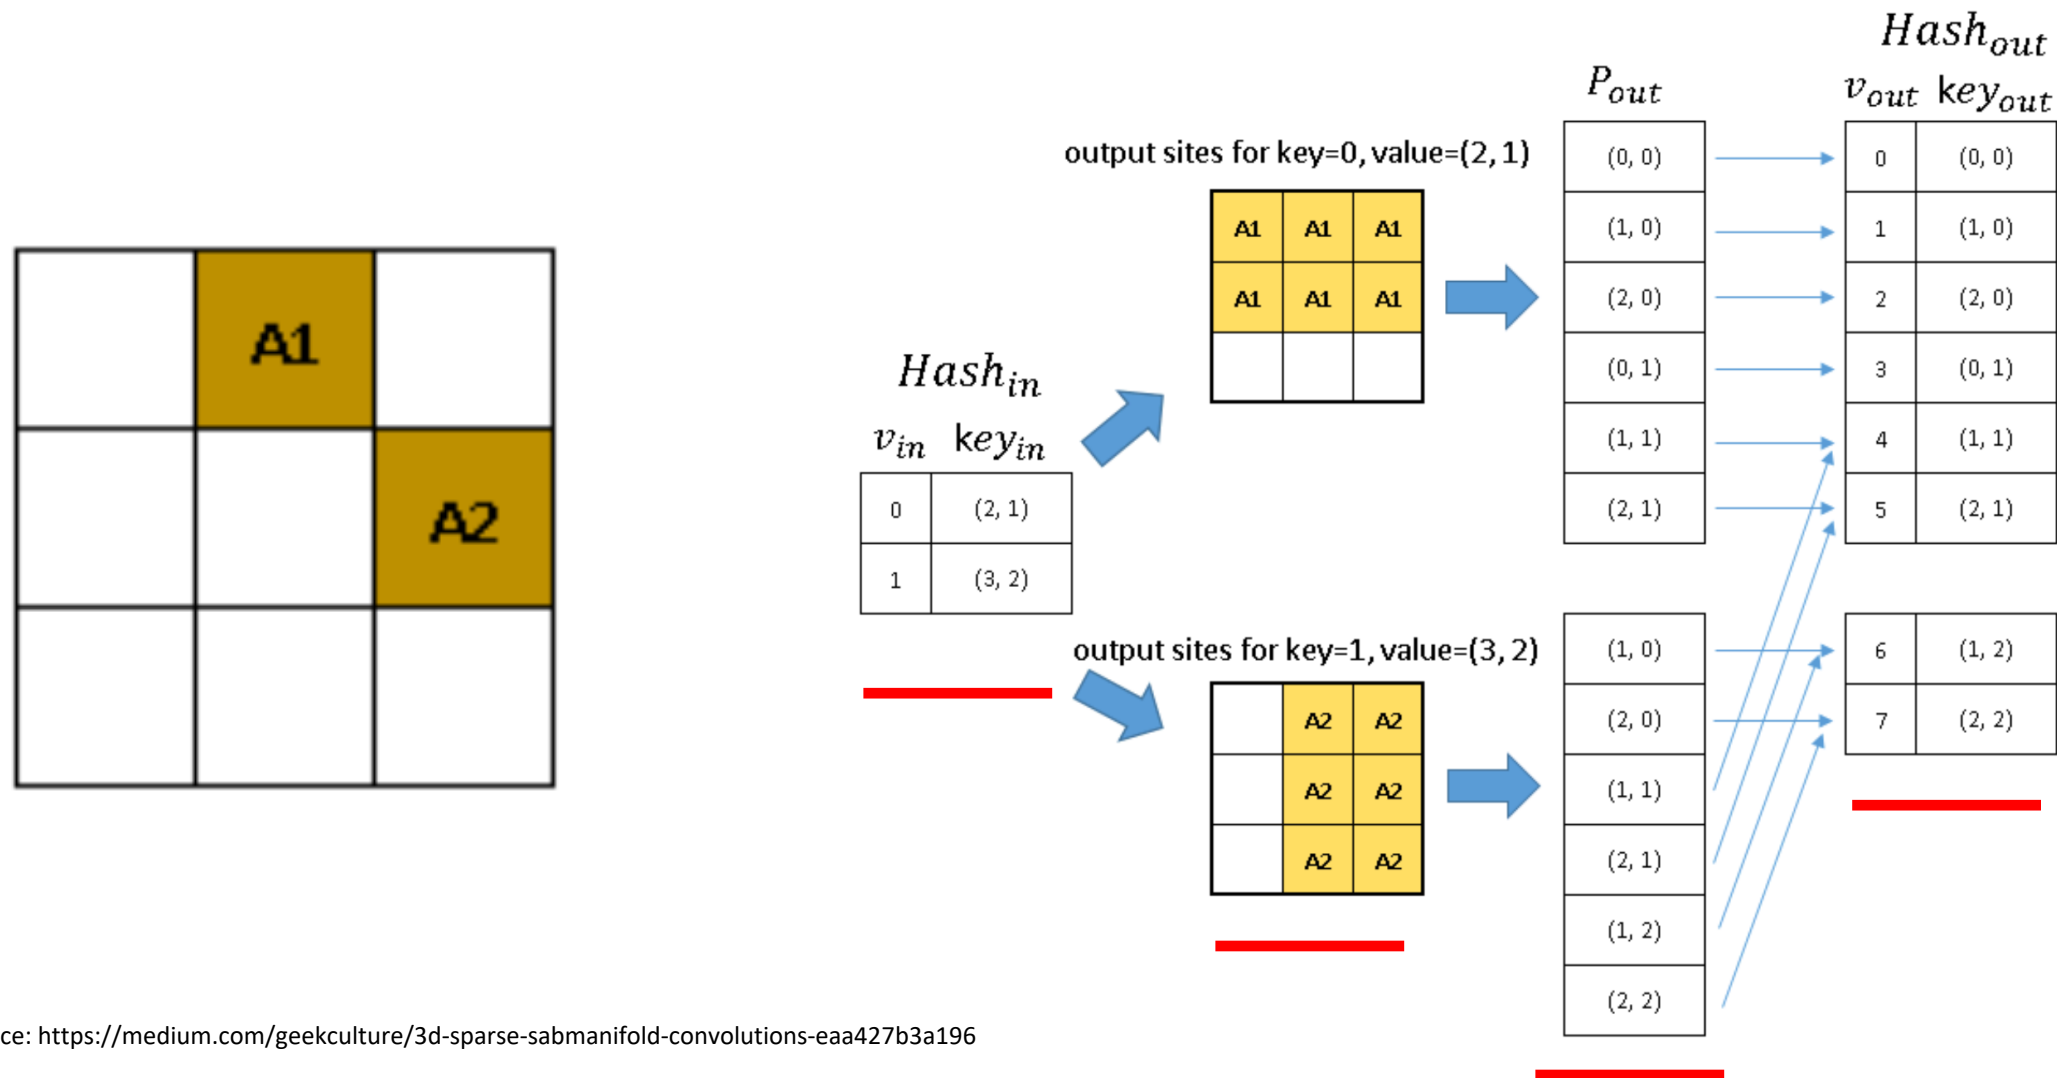 A1
A2
Hash_in
v_in key_in
0 (2, 1)
1 (3, 2)
output sites for key=0, value=(2, 1)
A1 A1 A1
A1 A1 A1
output sites for key=1, value=(3, 2)
A2 A2
A2 A2
A2 A2
P_out
(0, 0)
(1, 0)
(2, 0)
(0, 1)
(1, 1)
(2, 1)
(1, 0)
(2, 0)
(1, 1)
(2, 1)
(1, 2)
(2, 2)
Hash_out
v_out key_out
0 (0, 0)
1 (1, 0)
2 (2, 0)
3 (0, 1)
4 (1, 1)
5 (2, 1)
6 (1, 2)
7 (2, 2)
ce: https://medium.com/geekculture/3d-sparse-sabmanifold-convolutions-eaa427b3a196